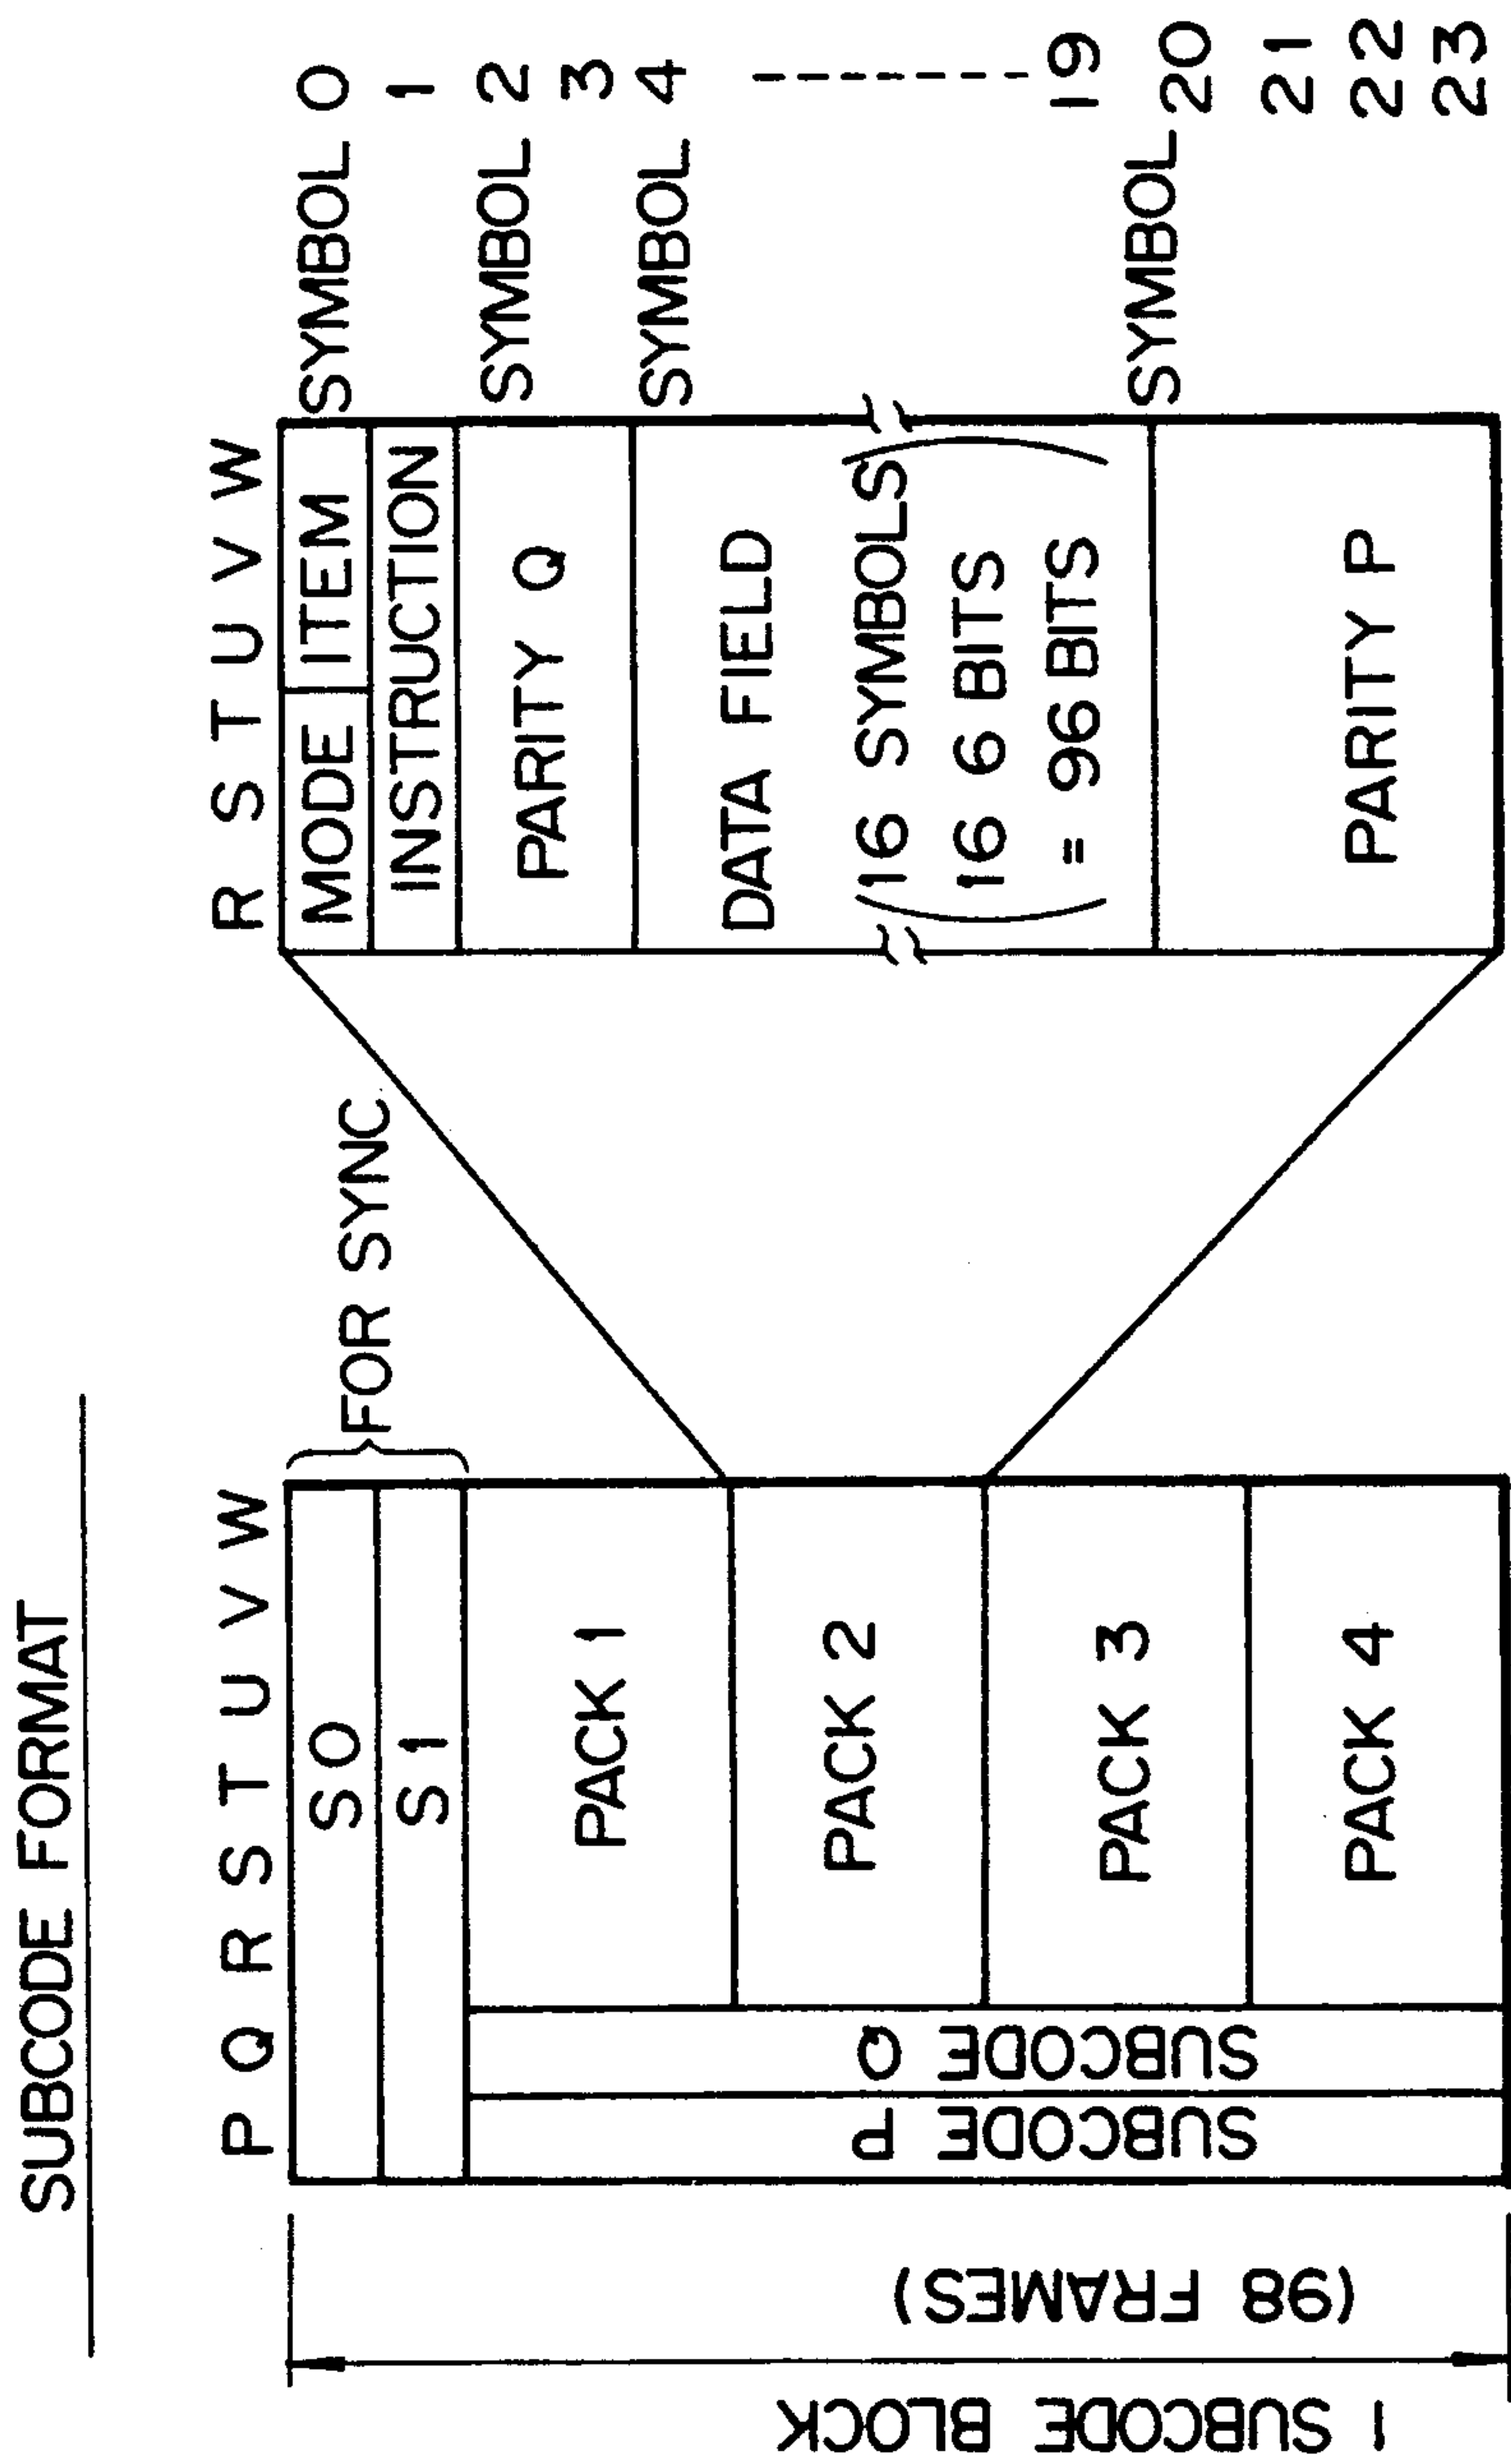 SUBCODE FORMAT
P Q R S T U V W
S0
S1
FOR SYNC
PACK 1
PACK 2
PACK 3
PACK 4
SUBCODE P
SUBCODE Q
1 SUBCODE BLOCK
(98 FRAMES)
R S T U V W
MODE ITEM SYMBOL 0
INSTRUCTION 1
PARITY Q SYMBOL 2
3
DATA FIELD SYMBOL 4
(16 SYMBOLS
16 6 BITS
= 96 BITS) 19
PARITY P SYMBOL 20
21
22
23